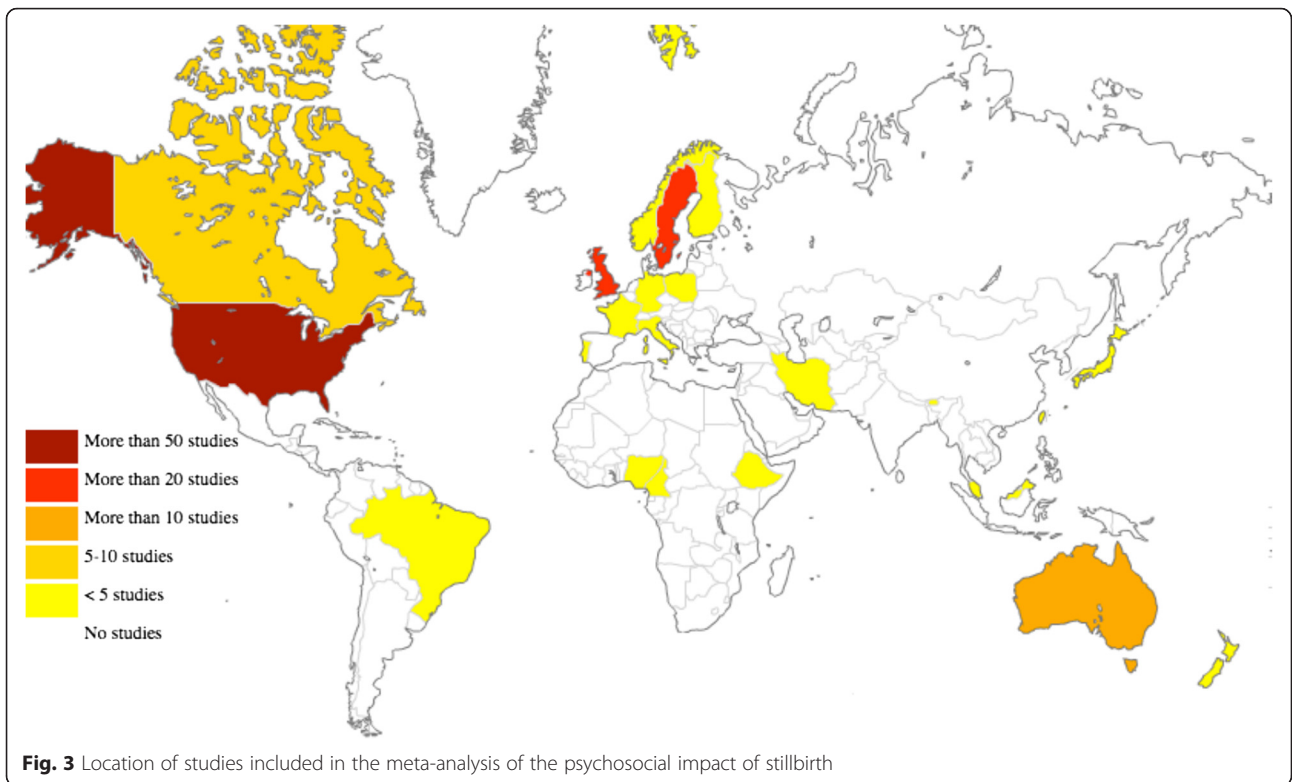 More than 50 studies
More than 20 studies
More than 10 studies
5-10 studies
< 5 studies
No studies
Fig. 3 Location of studies included in the meta-analysis of the psychosocial impact of stillbirth